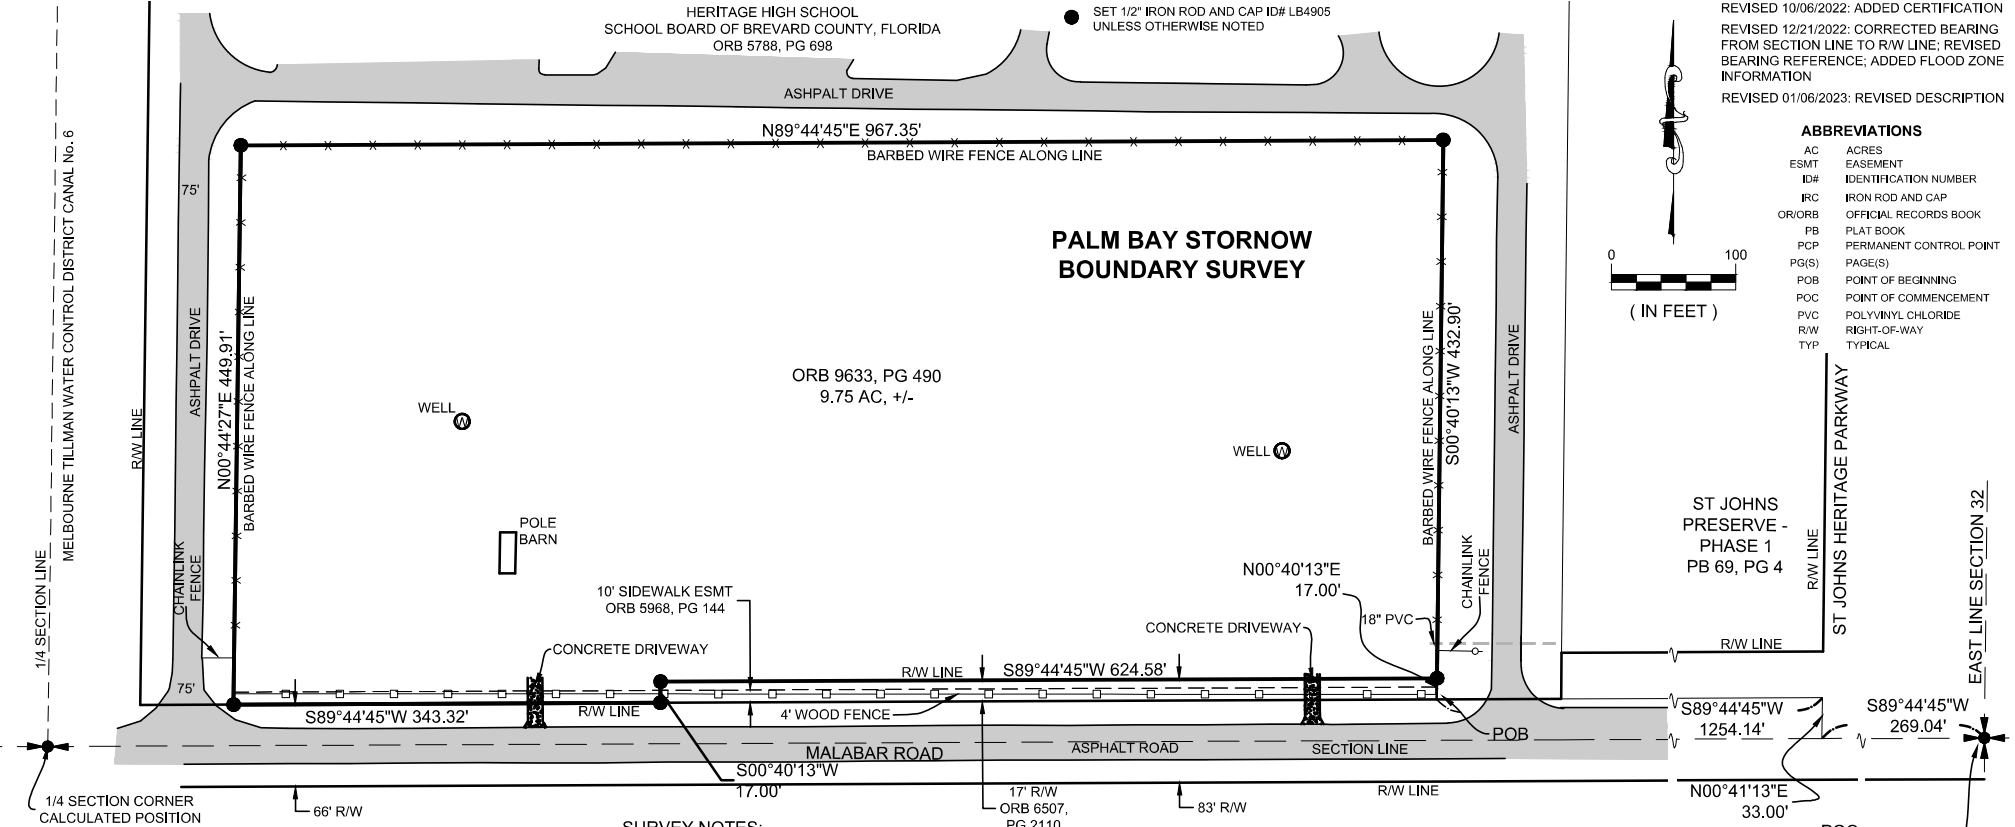 HERITAGE HIGH SCHOOL
SCHOOL BOARD OF BREVARD COUNTY, FLORIDA
ORB 5788, PG 698
SET 1/2" IRON ROD AND CAP ID# LB4905
UNLESS OTHERWISE NOTED
REVISED 10/06/2022: ADDED CERTIFICATION
REVISED 12/21/2022: CORRECTED BEARING
FROM SECTION LINE TO R/W LINE; REVISED
BEARING REFERENCE; ADDED FLOOD ZONE
INFORMATION
REVISED 01/06/2023: REVISED DESCRIPTION
ABBREVIATIONS
AC ACRES
ESMT EASEMENT
ID# IDENTIFICATION NUMBER
IRC IRON ROD AND CAP
OR/ORB OFFICIAL RECORDS BOOK
PB PLAT BOOK
PCP PERMANENT CONTROL POINT
PG(S) PAGE(S)
POB POINT OF BEGINNING
POC POINT OF COMMENCEMENT
PVC POLYVINYL CHLORIDE
R/W RIGHT-OF-WAY
TYP TYPICAL
0 100
( IN FEET )
ASHPALT DRIVE
N89°44'45"E 967.35'
BARBED WIRE FENCE ALONG LINE
PALM BAY STORNOW
BOUNDARY SURVEY
MELBOURNE TILLMAN WATER CONTROL DISTRICT CANAL No. 6
1/4 SECTION LINE
R/W LINE
75'
ASHPALT DRIVE
N00°44'27"E 449.91'
BARBED WIRE FENCE ALONG LINE
CHAINLINK
FENCE
75'
ORB 9633, PG 490
9.75 AC, +/-
WELL
W
WELL
W
POLE
BARN
BARBED WIRE FENCE ALONG LINE
S00°40'13"W 432.90'
ASHPALT DRIVE
CHAINLINK
FENCE
N00°40'13"E
17.00'
18" PVC
10' SIDEWALK ESMT
ORB 5968, PG 144
CONCRETE DRIVEWAY
CONCRETE DRIVEWAY
R/W LINE
S89°44'45"W 624.58'
S89°44'45"W 343.32'
R/W LINE
4' WOOD FENCE
POB
MALABAR ROAD
ASPHALT ROAD
SECTION LINE
S00°40'13"W
17.00'
ST JOHNS
PRESERVE -
PHASE 1
PB 69, PG 4
R/W LINE
ST JOHNS HERITAGE PARKWAY
EAST LINE SECTION 32
R/W LINE
S89°44'45"W
1254.14'
S89°44'45"W
269.04'
N00°41'13"E
33.00'
1/4 SECTION CORNER
CALCULATED POSITION
66' R/W
17' R/W
ORB 6507,
PG 2110
83' R/W
R/W LINE
SURVEY NOTES:
POC